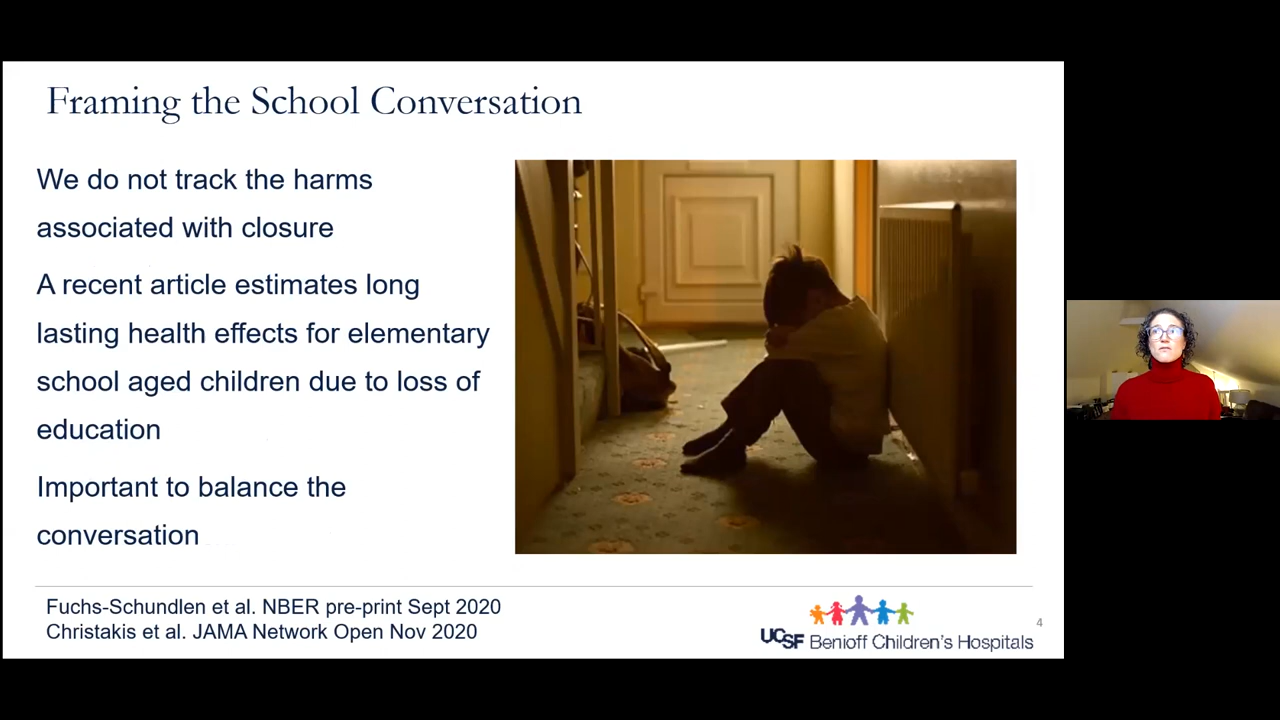 Framing the School Conversation
We do not track the harms
associated with closure
A recent article estimates long
lasting health effects for elementary
school aged children due to loss of
education
Important to balance the
conversation
Fuchs-Schundlen et al. NBER pre-print Sept 2020
Christakis et al. JAMA Network Open Nov 2020
UCSF Benioff Children's Hospitals
4